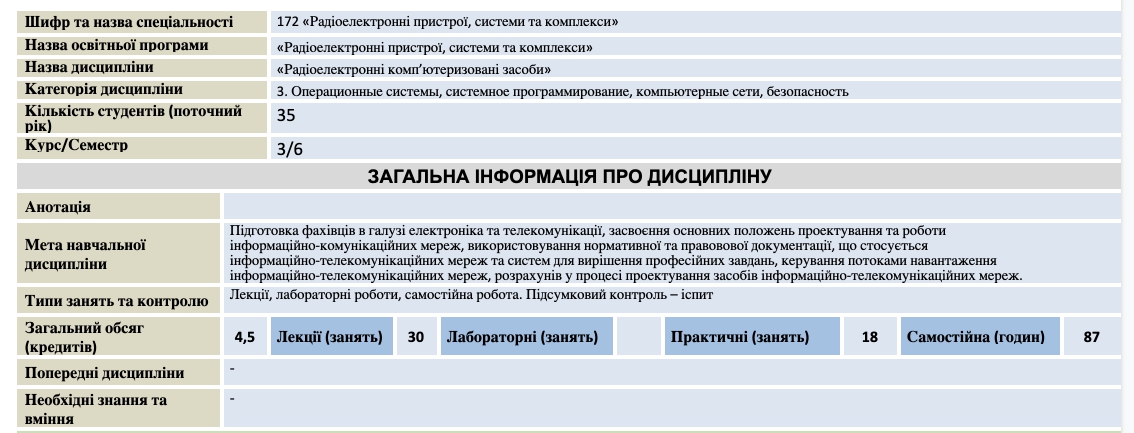 Шифр та назва спеціальності
172 «Радіоелектронні пристрої, системи та комплекси»
Назва освітньої програми
«Радіоелектронні пристрої, системи та комплекси»
Назва дисципліни
«Радіоелектронні комп’ютеризовані засоби»
Категорія дисципліни
3. Операционные системы, системное программирование, компьютерные сети, безопасность
Кількість студентів (поточний
рік)
35
Курс/Семестр
3/6
ЗАГАЛЬНА ІНФОРМАЦІЯ ПРО ДИСЦИПЛІНУ
Анотація
Мета навчальної
дисципліни
Підготовка фахівців в галузі електроніка та телекомунікації, засвоєння основних положень проектування та роботи
інформаційно-комунікаційних мереж, використовування нормативної та правовової документації, що стосується
інформаційно-телекомунікаційних мереж та систем для вирішення професійних завдань, керування потоками навантаження
інформаційно-телекомунікаційних мереж, розрахунів у процесі проектування засобів інформаційно-телекомунікаційних мереж.
Типи занять та контролю
Лекції, лабораторні роботи, самостійна робота. Підсумковий контроль – іспит
Загальний обсяг
(кредитів)
4,5
Лекції (занять)
30
Лабораторні (занять)
Практичні (занять)
18
Самостійна (годин)
87
Попередні дисципліни
-
Необхідні знання та
вміння
-